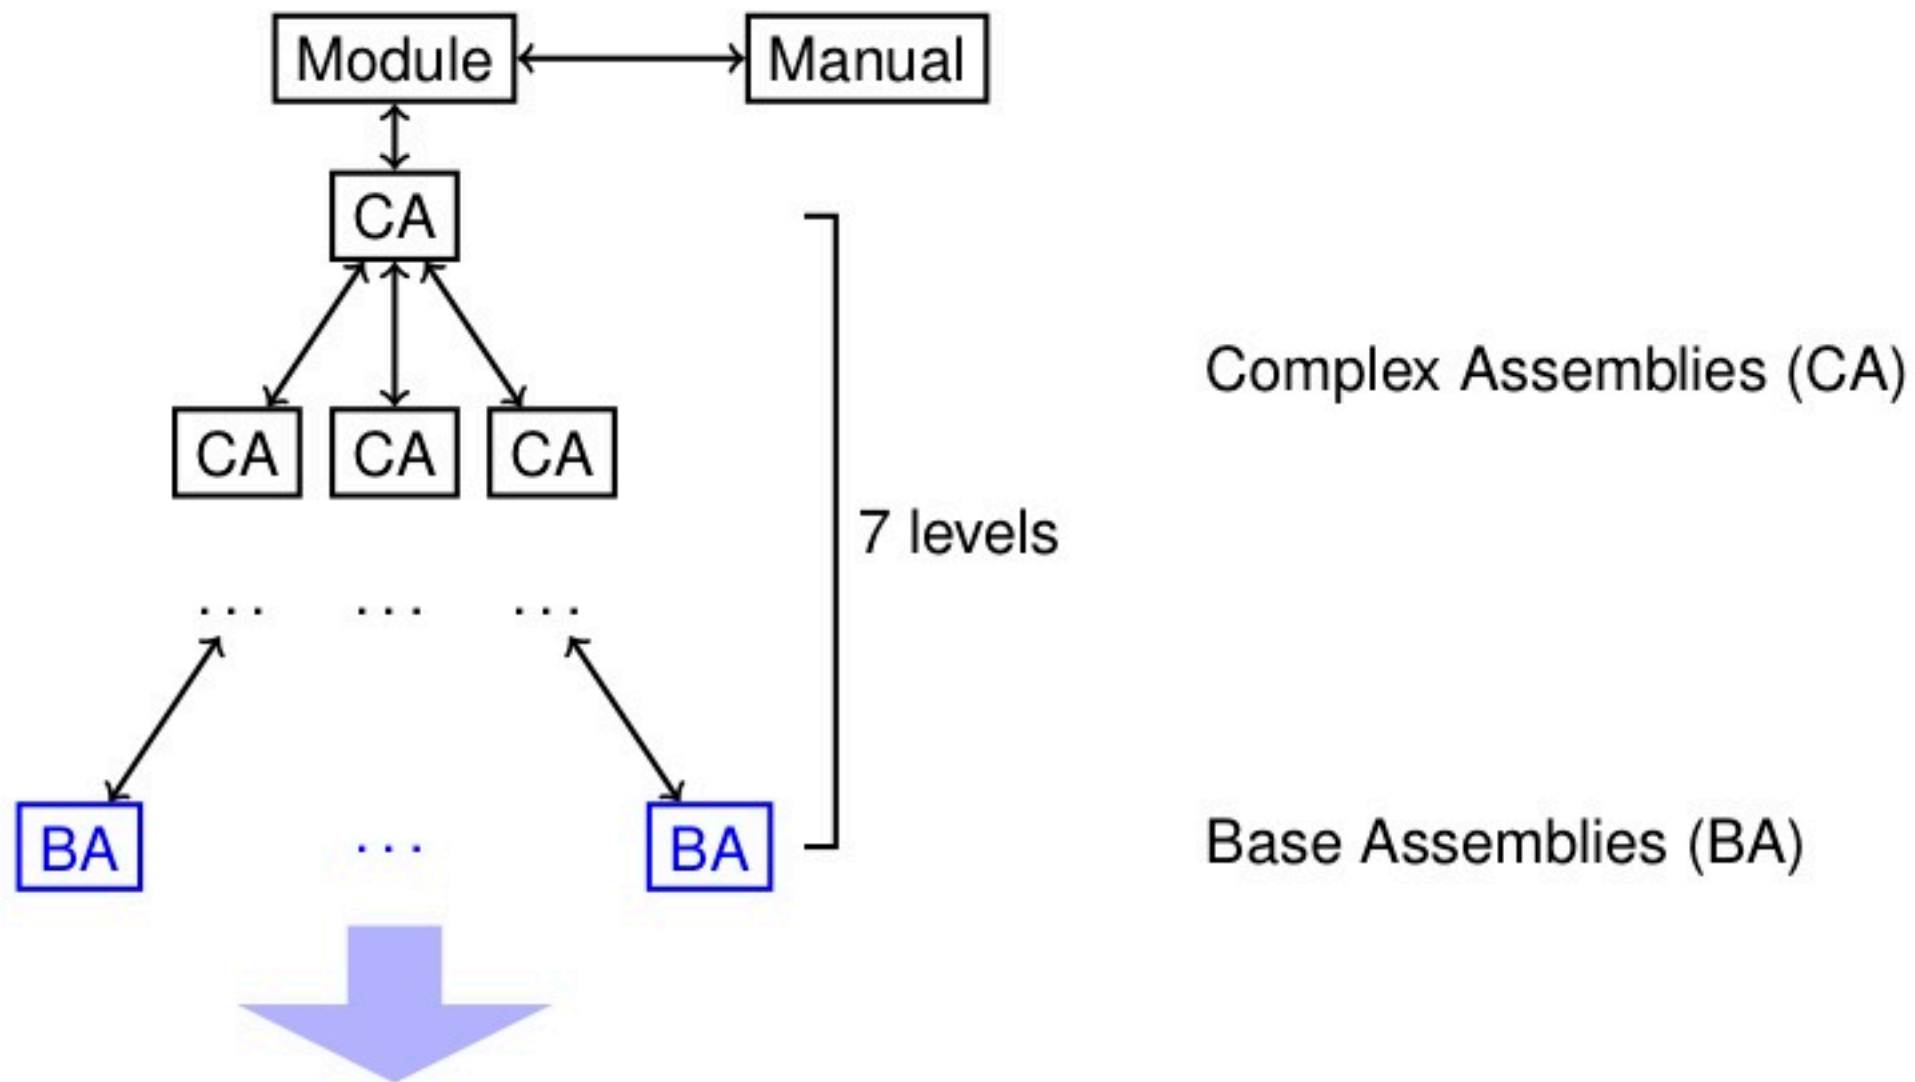 Module
Manual
CA
Complex Assemblies (CA)
CA CA CA
7 levels
... ... ...
BA ... BA
Base Assemblies (BA)